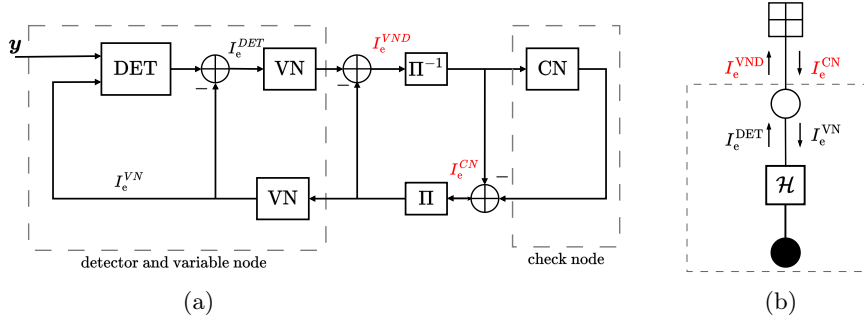 y
DET
I_e^{DET}
VN
I_e^{VND}
Π^{-1}
CN
−
−
−
I_e^{VN}
VN
I_e^{CN}
Π
detector and variable node
check node
(a)
I_e^{VND}
I_e^{CN}
I_e^{DET}
I_e^{VN}
ℋ
(b)